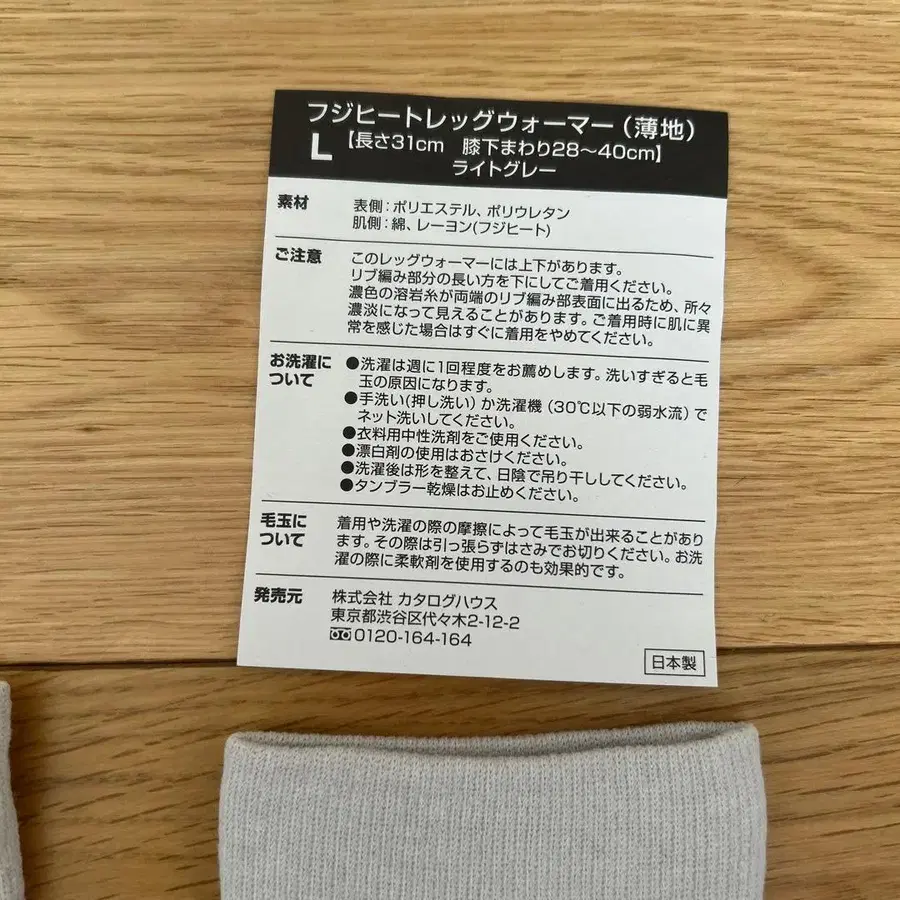 フジヒートレッグウォーマー（薄地）
L 【長さ31cm 膝下まわり28〜40cm】
ライトグレー
素材 表側：ポリエステル、ポリウレタン
肌側：綿、レーヨン(フジヒート)
ご注意 このレッグウォーマーには上下があります。
リブ編み部分の長い方を下にしてご着用ください。
濃色の溶岩糸が両端のリブ編み部表面に出るため、所々
濃淡になって見えることがあります。ご着用時に肌に異
常を感じた場合はすぐに着用をやめてください。
お洗濯に
ついて
●洗濯は週に1回程度をお薦めします。洗いすぎると毛
玉の原因になります。
●手洗い(押し洗い)か洗濯機（30℃以下の弱水流）で
ネット洗いしてください。
●衣料用中性洗剤をご使用ください。
●漂白剤の使用はおさけください。
●洗濯後は形を整えて、日陰で吊り干ししてください。
●タンブラー乾燥はお止めください。
毛玉に
ついて
着用や洗濯の際の摩擦によって毛玉が出来ることがあり
ます。その際は引っ張らずはさみでお切りください。お洗
濯の際に柔軟剤を使用するのも効果的です。
発売元 株式会社 カタログハウス
東京都渋谷区代々木2-12-2
0120-164-164
日本製